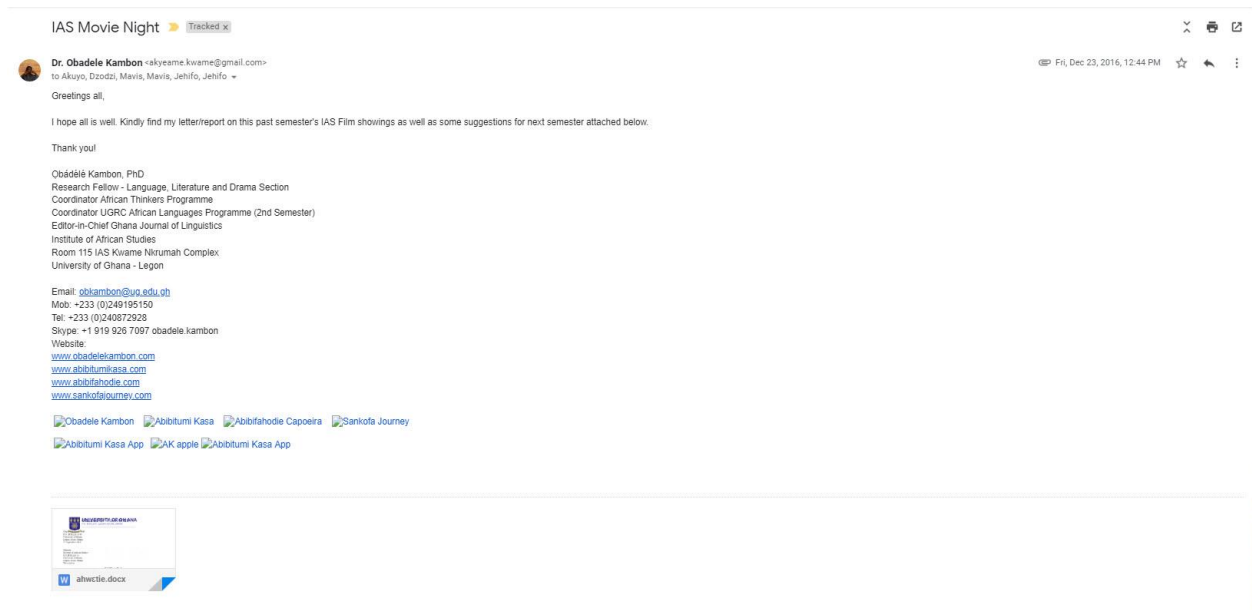 IAS Movie Night Tracked x
Dr. Obadele Kambon <akyeame.kwame@gmail.com>
Fri, Dec 23, 2016, 12:44 PM
to Akuyo, Dzodzi, Mavis, Mavis, Jehifo, Jehifo
Greetings all,
I hope all is well. Kindly find my letter/report on this past semester's IAS Film showings as well as some suggestions for next semester attached below.
Thank you!
Ọbádélé Kambon, PhD
Research Fellow - Language, Literature and Drama Section
Coordinator African Thinkers Programme
Coordinator UGRC African Languages Programme (2nd Semester)
Editor-in-Chief Ghana Journal of Linguistics
Institute of African Studies
Room 115 IAS Kwame Nkrumah Complex
University of Ghana - Legon
Email: obkambon@ug.edu.gh
Mob: +233 (0)249195150
Tel: +233 (0)240872928
Skype: +1 919 926 7097 obadele.kambon
Website:
www.obadelekambon.com
www.abibitumikasa.com
www.abibifahodie.com
www.sankofajourney.com
Obadele Kambon Abibitumi Kasa Abibifahodie Capoeira Sankofa Journey
Abibitumi Kasa App AK apple Abibitumi Kasa App
UNIVERSITY OF GHANA
W ahwctie.docx